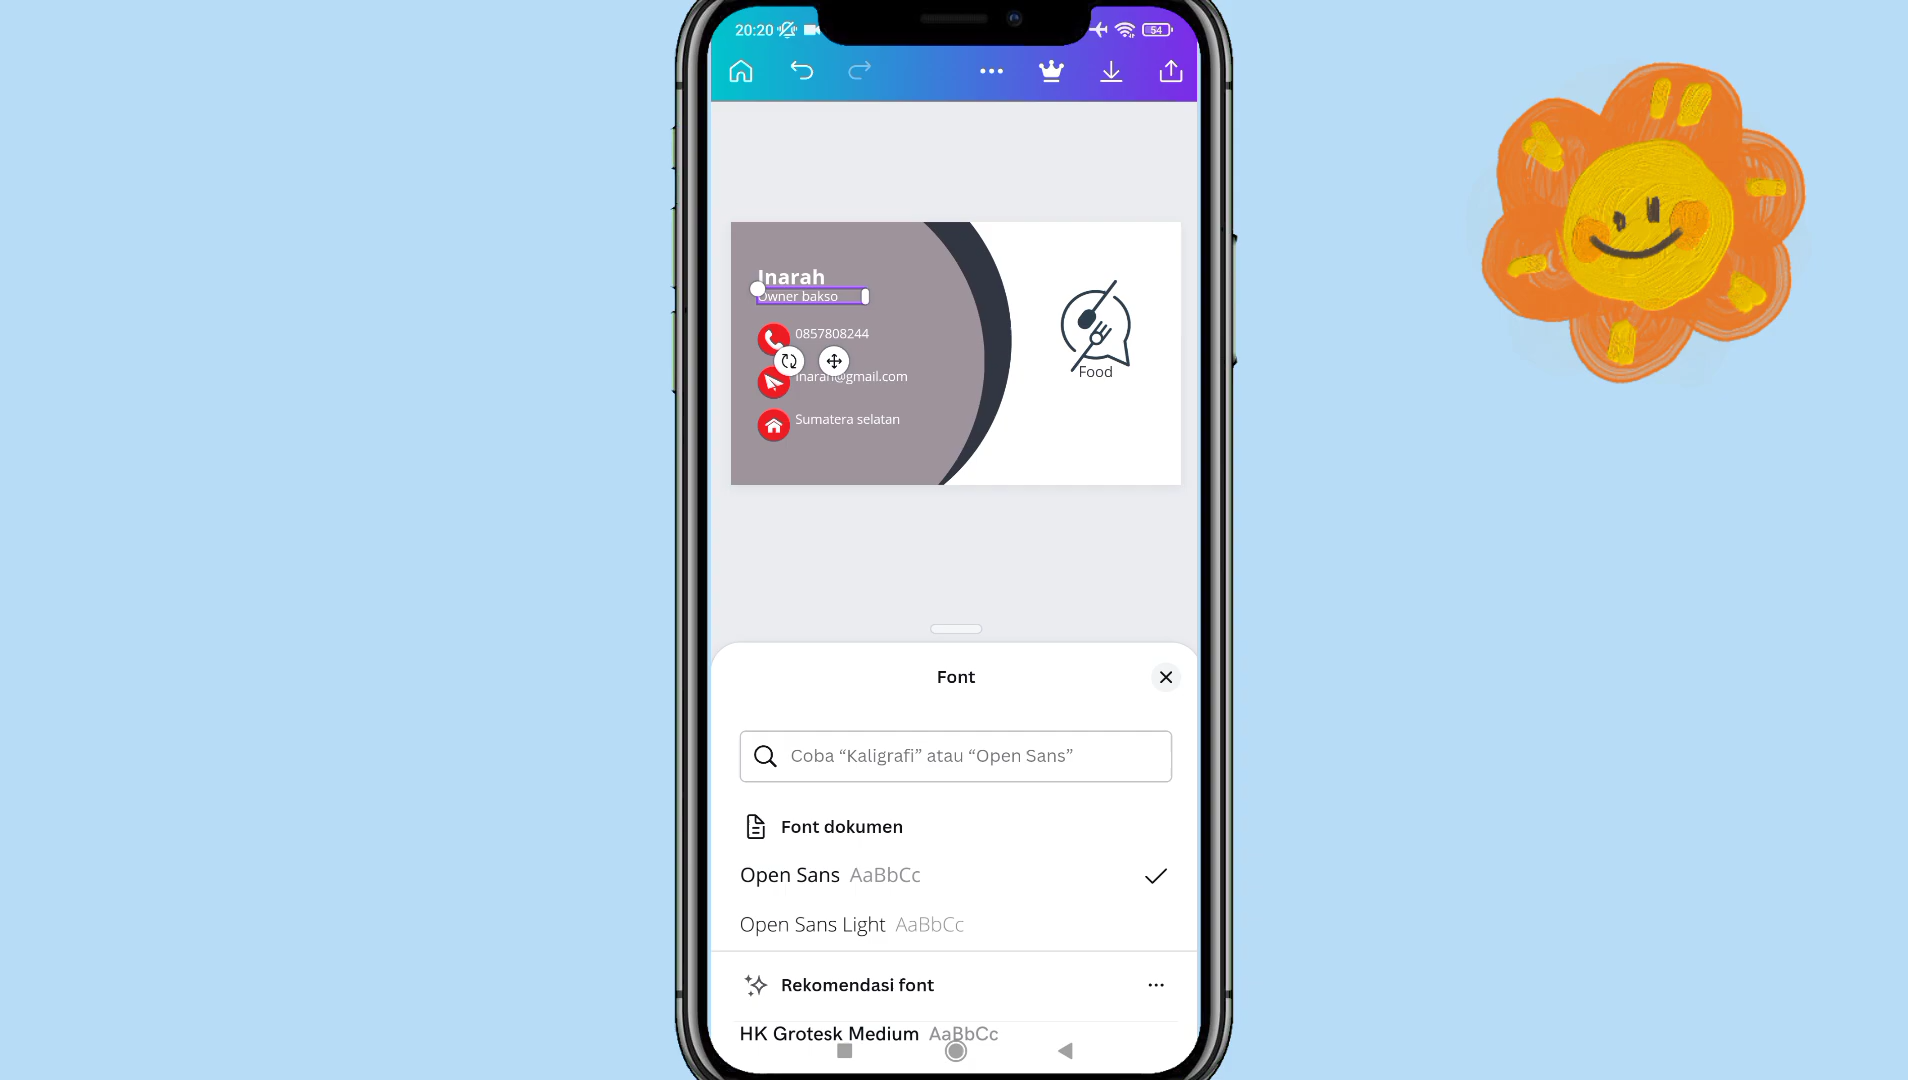 20:20
54
Inarah
Owner bakso
0857808244
inarah@gmail.com
Sumatera selatan
Food
Font
Coba “Kaligrafi” atau “Open Sans”
Font dokumen
Open Sans AaBbCc
Open Sans Light AaBbCc
Rekomendasi font
HK Grotesk Medium AaBbCc